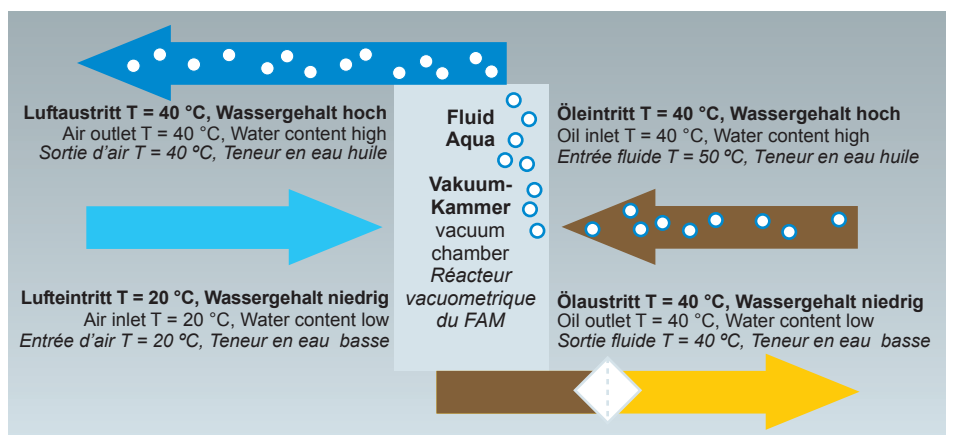 Luftaustritt T = 40 °C, Wassergehalt hoch
Air outlet T = 40 °C, Water content high
Sortie d'air T = 40 ºC, Teneur en eau huile
Lufteintritt T = 20 °C, Wassergehalt niedrig
Air inlet T = 20 °C, Water content low
Entrée d'air T = 20 ºC, Teneur en eau basse
Fluid
Aqua
Vakuum-
Kammer
vacuum
chamber
Réacteur
vacuometrique
du FAM
Öleintritt T = 40 °C, Wassergehalt hoch
Oil inlet T = 40 °C, Water content high
Entrée fluide T = 50 ºC, Teneur en eau huile
Ölaustritt T = 40 °C, Wassergehalt niedrig
Oil outlet T = 40 °C, Water content low
Sortie fluide T = 40 ºC, Teneur en eau basse